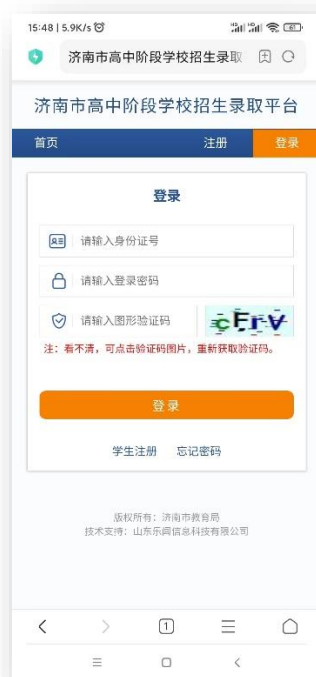 15:48 | 5.9K/s
济南市高中阶段学校招生录取
济南市高中阶段学校招生录取平台
首页 注册 登录
登录
请输入身份证号
请输入登录密码
请输入图形验证码
注：看不清，可点击验证码图片，重新获取验证码。
登 录
学生注册 忘记密码
版权所有：济南市教育局
技术支持：山东乐闻信息科技有限公司
1